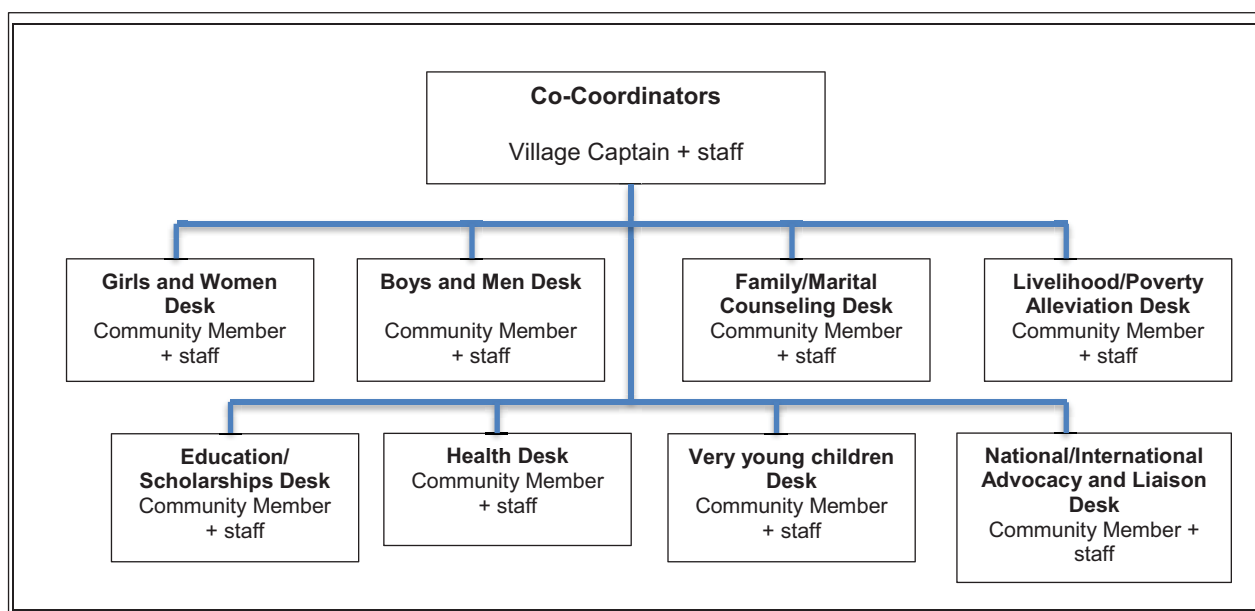 Co-Coordinators
Village Captain + staff
Girls and Women
Desk
Community Member
+ staff
Boys and Men Desk
Community Member
+ staff
Family/Marital
Counseling Desk
Community Member
+ staff
Livelihood/Poverty
Alleviation Desk
Community Member
+ staff
Education/
Scholarships Desk
Community Member
+ staff
Health Desk
Community Member
+ staff
Very young children
Desk
Community Member
+ staff
National/International
Advocacy and Liaison
Desk
Community Member +
staff